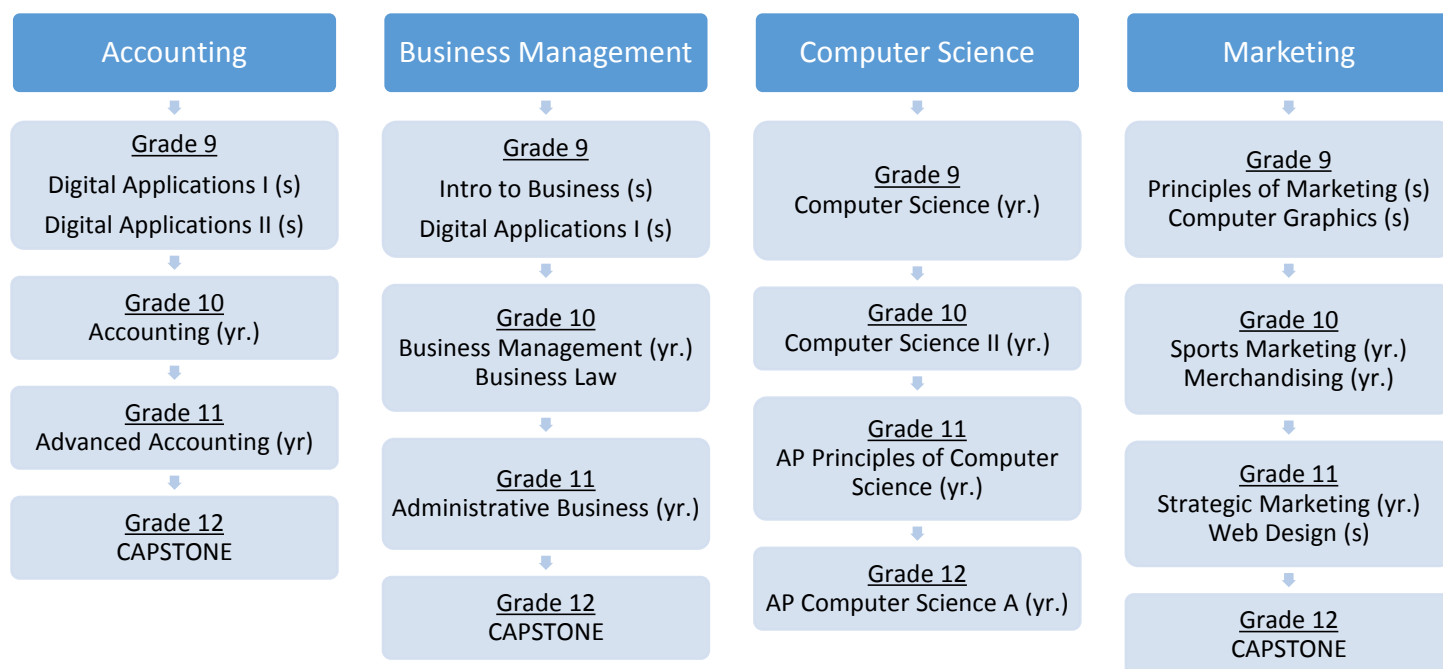 Accounting
Grade 9
Digital Applications I (s)
Digital Applications II (s)
Grade 10
Accounting (yr.)
Grade 11
Advanced Accounting (yr)
Grade 12
CAPSTONE
Business Management
Grade 9
Intro to Business (s)
Digital Applications I (s)
Grade 10
Business Management (yr.)
Business Law
Grade 11
Administrative Business (yr.)
Grade 12
CAPSTONE
Computer Science
Grade 9
Computer Science (yr.)
Grade 10
Computer Science II (yr.)
Grade 11
AP Principles of Computer
Science (yr.)
Grade 12
AP Computer Science A (yr.)
Marketing
Grade 9
Principles of Marketing (s)
Computer Graphics (s)
Grade 10
Sports Marketing (yr.)
Merchandising (yr.)
Grade 11
Strategic Marketing (yr.)
Web Design (s)
Grade 12
CAPSTONE